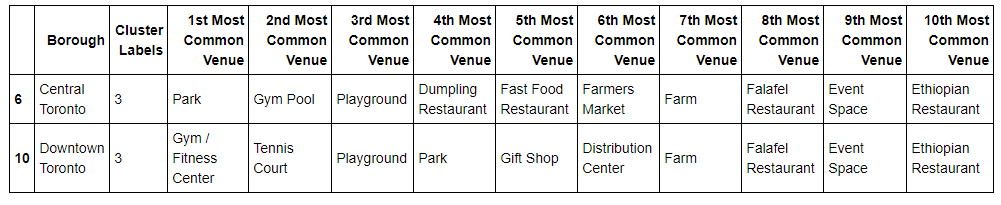 Borough Cluster Labels 1st Most Common Venue 2nd Most Common Venue 3rd Most Common Venue 4th Most Common Venue 5th Most Common Venue 6th Most Common Venue 7th Most Common Venue 8th Most Common Venue 9th Most Common Venue 10th Most Common Venue
6 Central Toronto 3 Park Gym Pool Playground Dumpling Restaurant Fast Food Restaurant Farmers Market Farm Falafel Restaurant Event Space Ethiopian Restaurant
10 Downtown Toronto 3 Gym / Fitness Center Tennis Court Playground Park Gift Shop Distribution Center Farm Falafel Restaurant Event Space Ethiopian Restaurant